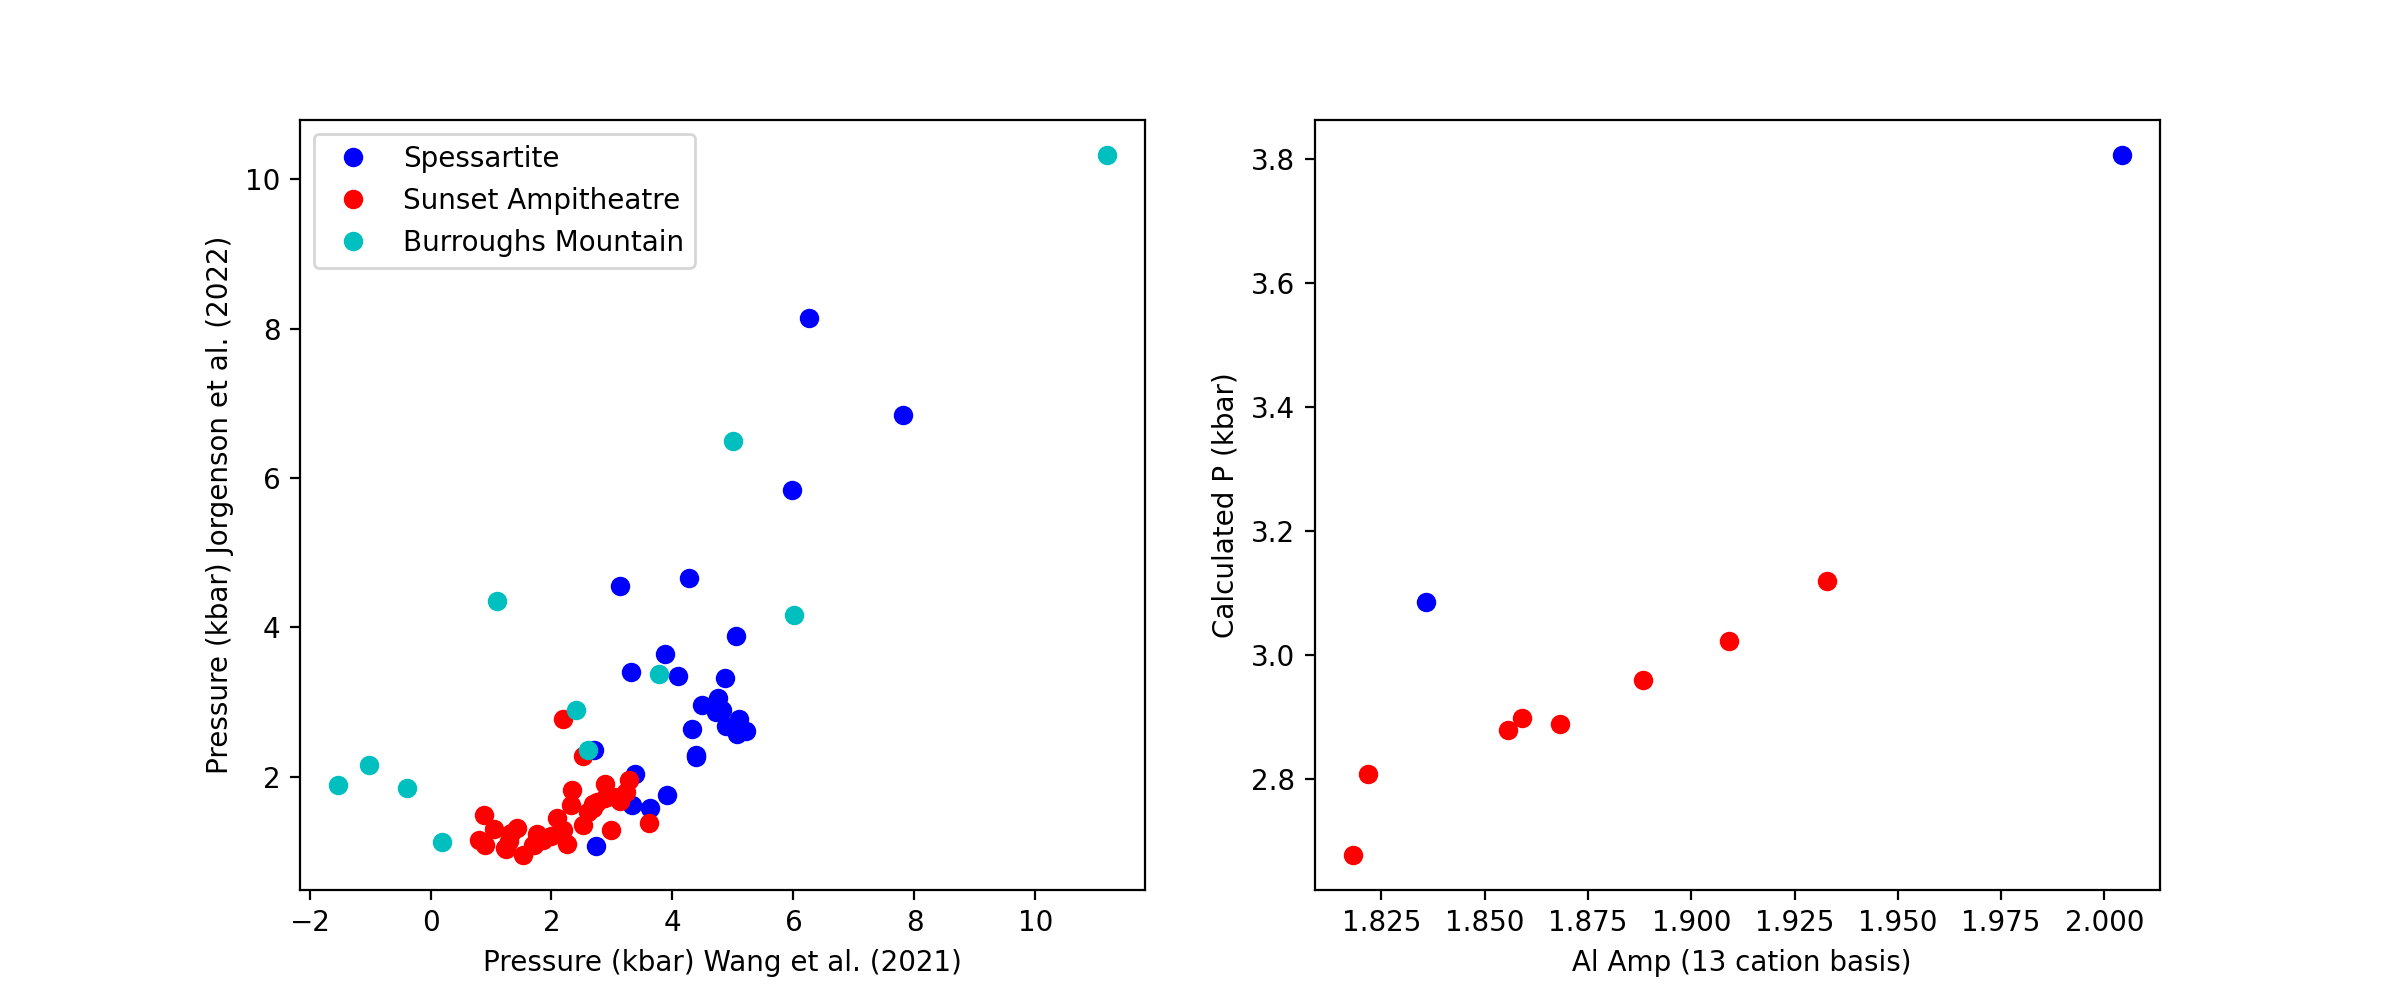 Spessartite
Sunset Ampitheatre
Burroughs Mountain
Pressure (kbar) Jorgenson et al. (2022)
10
8
6
4
2
−2 0 2 4 6 8 10
Pressure (kbar) Wang et al. (2021)
Calculated P (kbar)
3.8
3.6
3.4
3.2
3.0
2.8
1.825 1.850 1.875 1.900 1.925 1.950 1.975 2.000
Al Amp (13 cation basis)